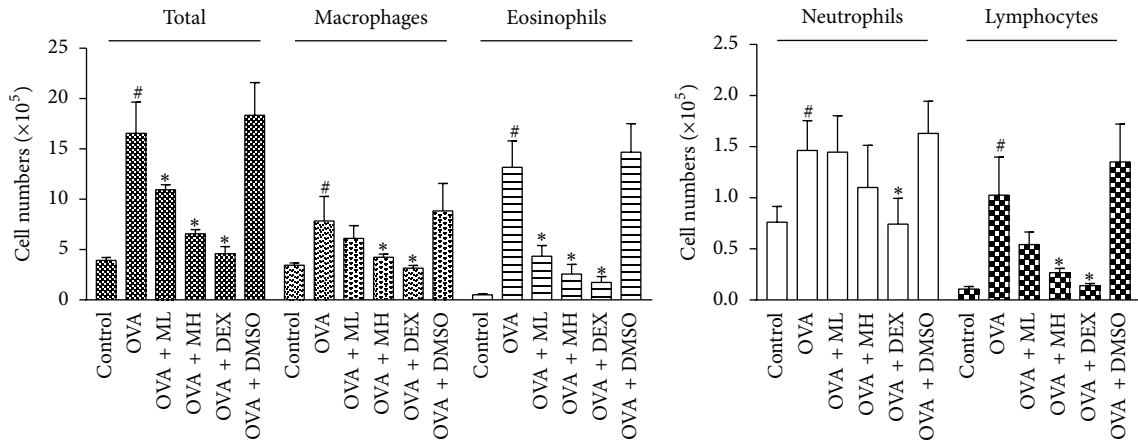 Total
Macrophages
Eosinophils
Cell numbers (×10⁵)
25
20
15
10
5
0
#
*
*
*
#
*
*
#
*
*
*
Control
OVA
OVA + ML
OVA + MH
OVA + DEX
OVA + DMSO
Control
OVA
OVA + ML
OVA + MH
OVA + DEX
OVA + DMSO
Control
OVA
OVA + ML
OVA + MH
OVA + DEX
OVA + DMSO
Neutrophils
Lymphocytes
Cell numbers (×10⁵)
2.5
2.0
1.5
1.0
0.5
0
#
*
#
*
*
Control
OVA
OVA + ML
OVA + MH
OVA + DEX
OVA + DMSO
Control
OVA
OVA + ML
OVA + MH
OVA + DEX
OVA + DMSO